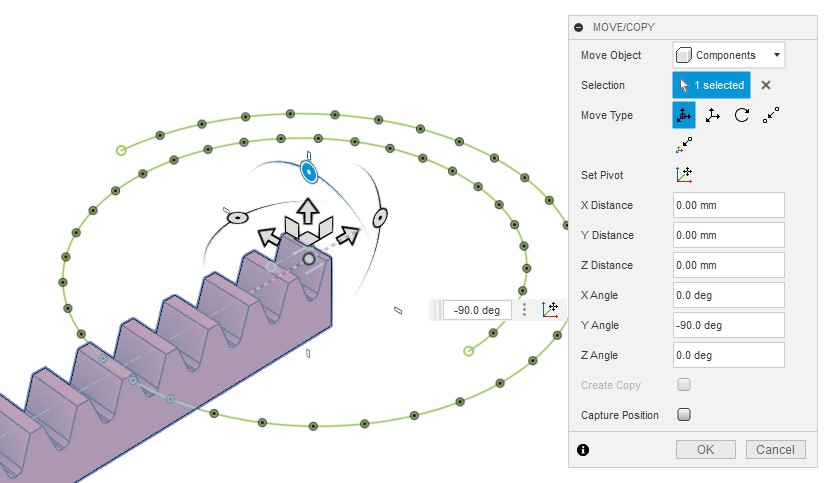 MOVE/COPY
Move Object Components
Selection 1 selected
Move Type
Set Pivot
X Distance 0.00 mm
Y Distance 0.00 mm
Z Distance 0.00 mm
X Angle 0.0 deg
-90.0 deg
Y Angle -90.0 deg
Z Angle 0.0 deg
Create Copy
Capture Position
OK Cancel